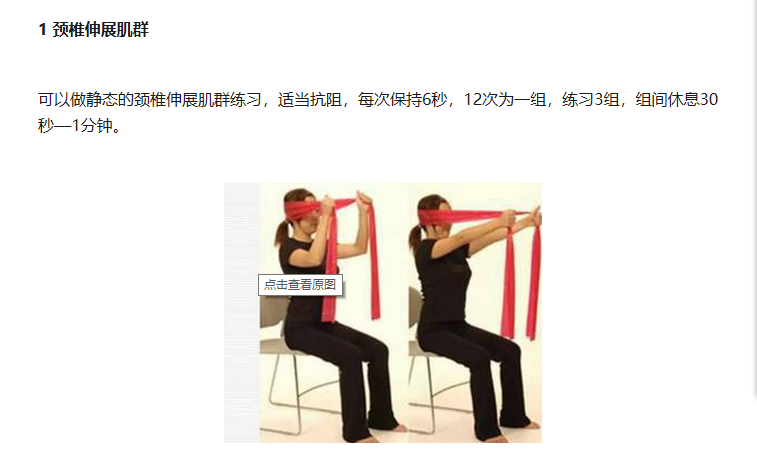 1 颈椎伸展肌群
可以做静态的颈椎伸展肌群练习，适当抗阻，每次保持6秒，12次为一组，练习3组，组间休息30
秒—1分钟。
点击查看原图